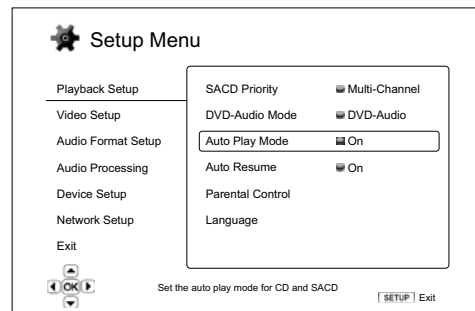 Setup Menu
Playback Setup
Video Setup
Audio Format Setup
Audio Processing
Device Setup
Network Setup
Exit
SACD Priority Multi-Channel
DVD-Audio Mode DVD-Audio
Auto Play Mode On
Auto Resume On
Parental Control
Language
OK
Set the auto play mode for CD and SACD
SETUP Exit